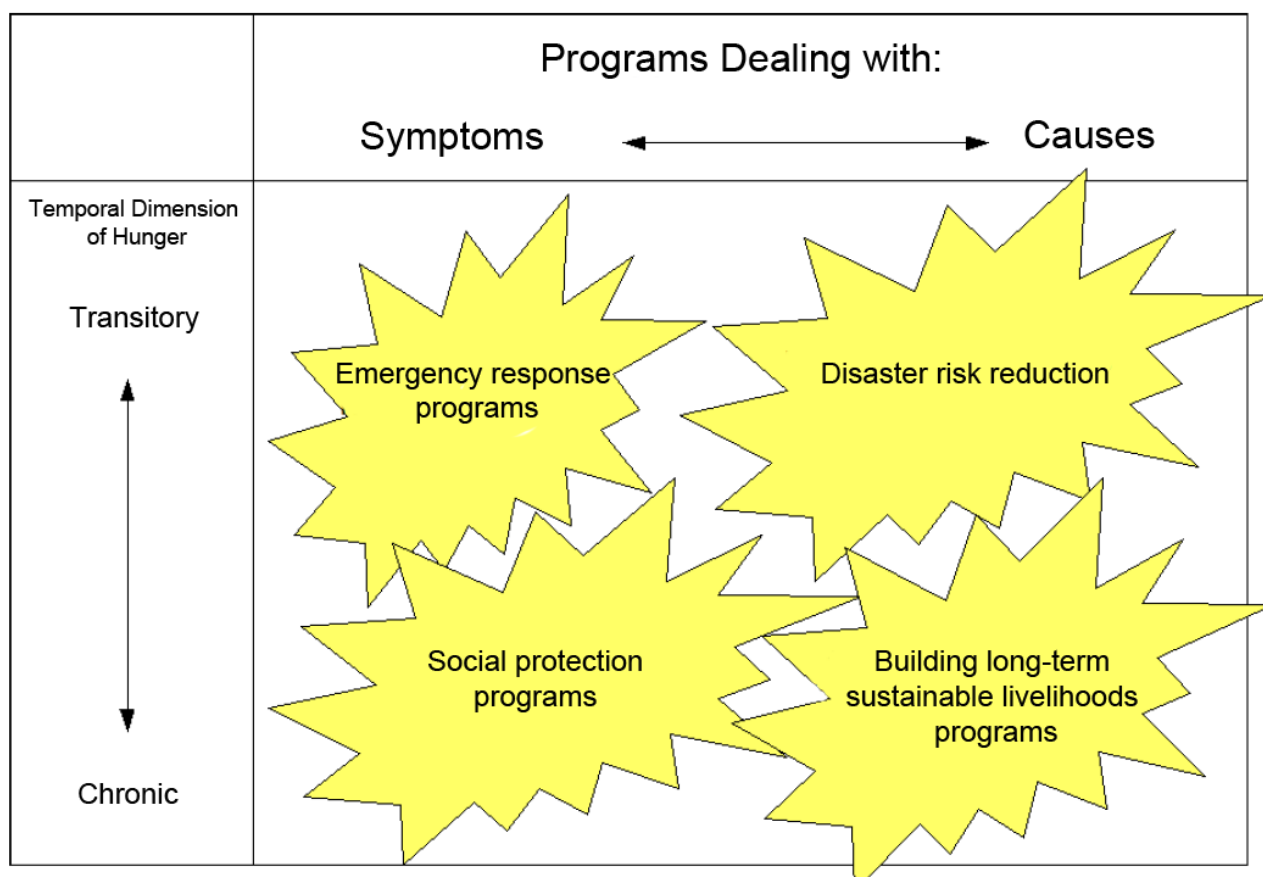 Programs Dealing with:
Symptoms
Causes
Temporal Dimension
of Hunger
Transitory
Emergency response
programs
Disaster risk reduction
Social protection
programs
Building long-term
sustainable livelihoods
programs
Chronic